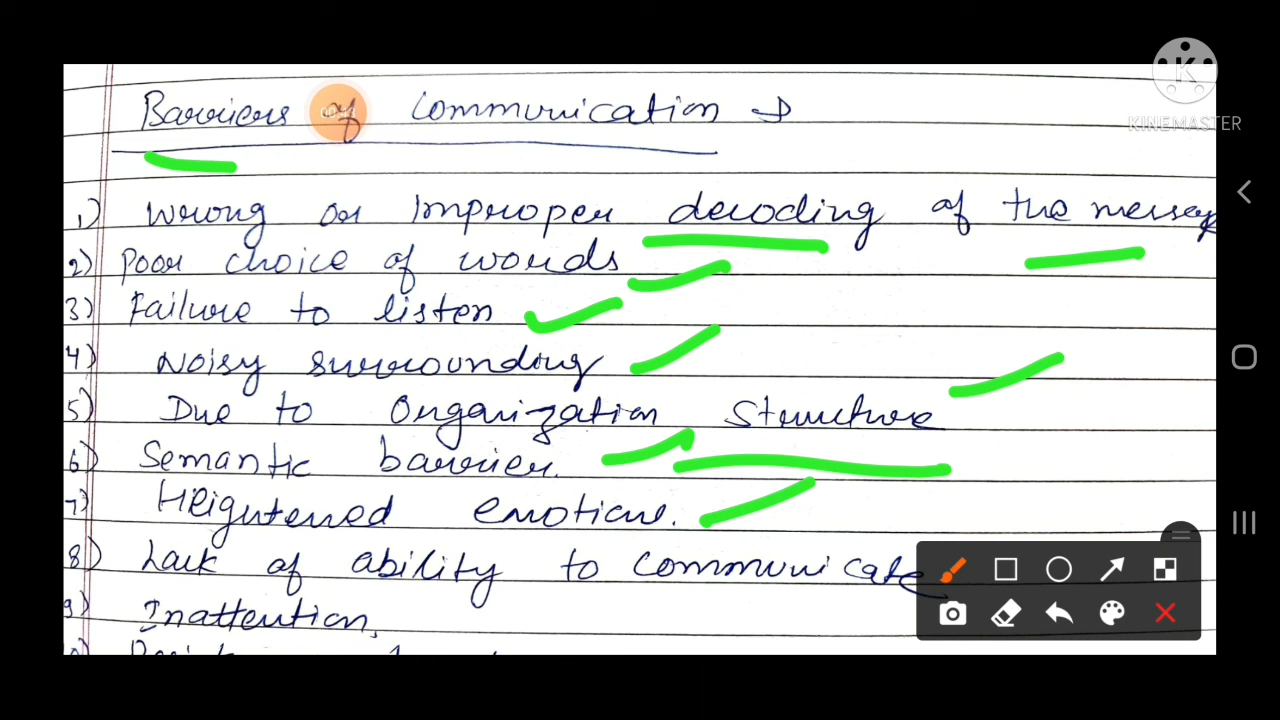 Barriers of Communication →
KINEMASTER
1) Wrong or Improper decoding of the messag
2) Poor choice of words
3) Failure to listen
4) Noisy surrounding
5) Due to Organization Structure
6) Semantic barrier.
7) Heightened emotions.
8) Lack of ability to communicate
9) Inattention,
10)